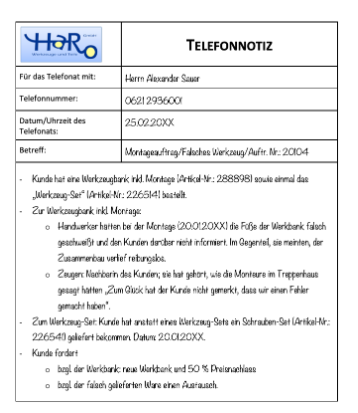 HaRo
TELEFONNOTIZ
Für das Telefonat mit:
Herrn Alexander Sauer
Telefonnummer:
0621 2936001
Datum/Uhrzeit des
Telefonats:
25.02.20XX
Betreff:
Montageauftrag/Falsches Werkzeug/Auftr. Nr.: 20104
- Kunde hat eine Werkzeugbank inkl. Montage (Artikel-Nr.: 288898) sowie einmal das
„Werkzeug-Set“ (Artikel-Nr.: 226514) bestellt.
- Zur Werkzeugbank inkl. Montage:
o Handwerker hatten bei der Montage (20.01.20XX) die Füße der Werkbank falsch
geschweißt und den Kunden darüber nicht informiert. Im Gegenteil, sie meinten, der
Zusammenbau verlief reibungslos.
o Zeugen: Nachbarin des Kunden; sie hat gehört, wie die Monteure im Treppenhaus
gesagt hatten „Zum Glück hat der Kunde nicht gemerkt, dass wir einen Fehler
gemacht haben“.
- Zum Werkzeug-Set: Kunde hat anstatt eines Werkzeug-Sets ein Schrauben-Set (Artikel-Nr.:
226541) geliefert bekommen. Datum: 20.01.20XX.
- Kunde fordert
o bzgl. der Werkbank: neue Werkbank und 50 % Preisnachlass
o bzgl. der falsch gelieferten Ware einen Austausch.